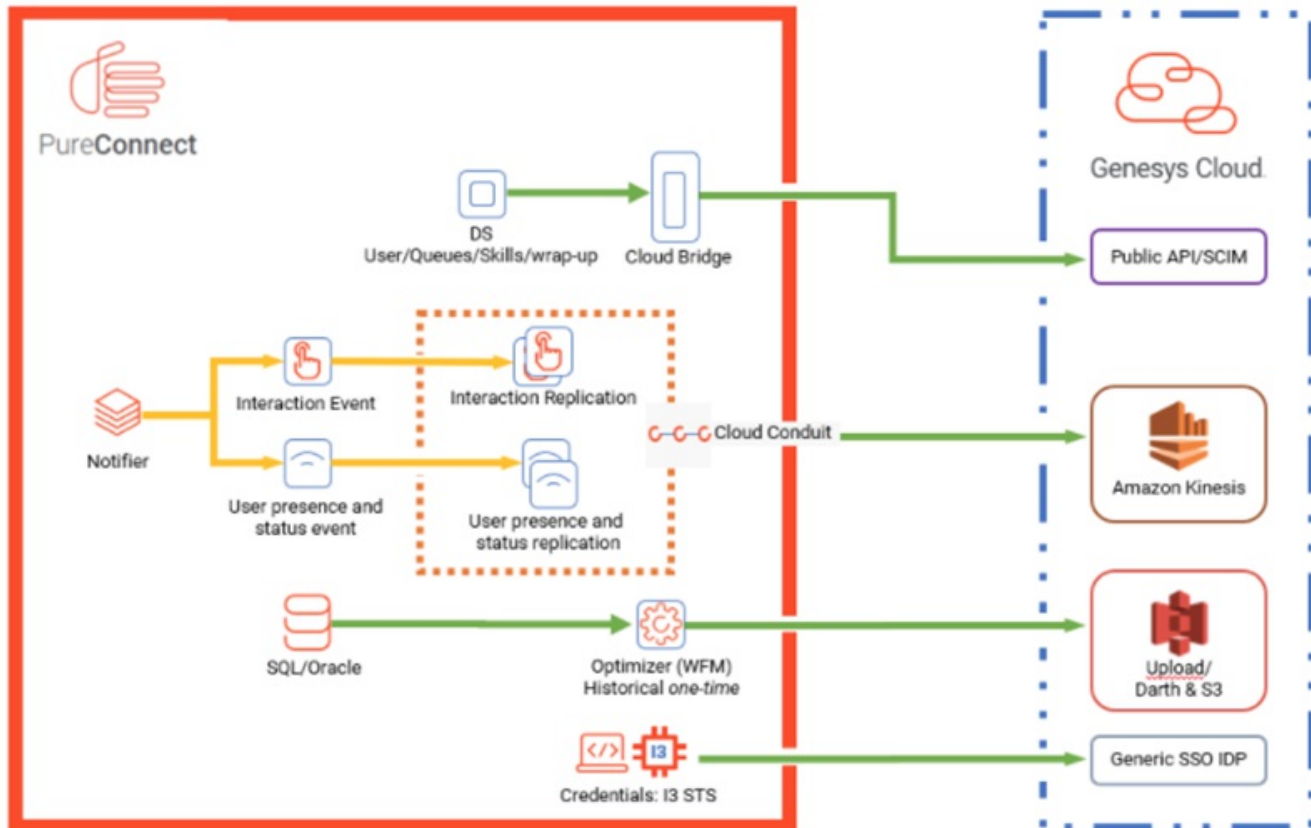 PureConnect
Genesys Cloud.
DS
User/Queues/Skills/wrap-up
Cloud Bridge
Public API/SCIM
Notifier
Interaction Event
Interaction Replication
User presence and
status event
User presence and
status replication
Cloud Conduit
Amazon Kinesis
SQL/Oracle
Optimizer (WFM)
Historical one-time
Upload/
Darth & S3
</>
I3
Credentials: I3 STS
Generic SSO IDP